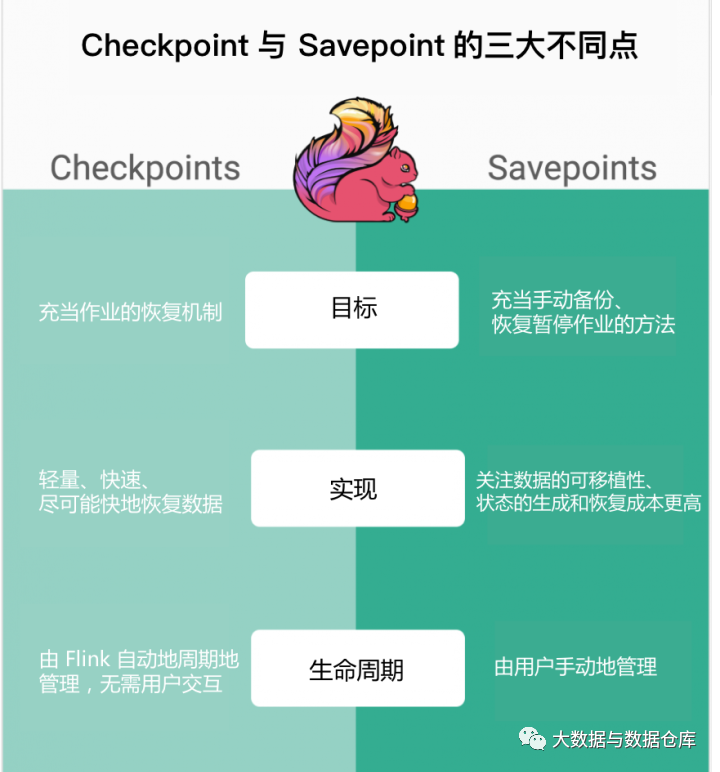 Checkpoint 与 Savepoint 的三大不同点
Checkpoints
Savepoints
充当作业的恢复机制
目标
充当手动备份、
恢复暂停作业的方法
轻量、快速、
尽可能快地恢复数据
实现
关注数据的可移植性、
状态的生成和恢复成本更高
由 Flink 自动地周期地
管理，无需用户交互
生命周期
由用户手动地管理
大数据与数据仓库